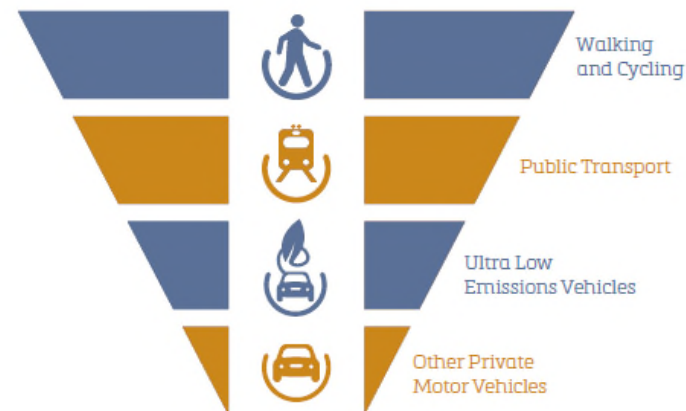 Walking
and Cycling
Public Transport
Ultra Low
Emissions Vehicles
Other Private
Motor Vehicles